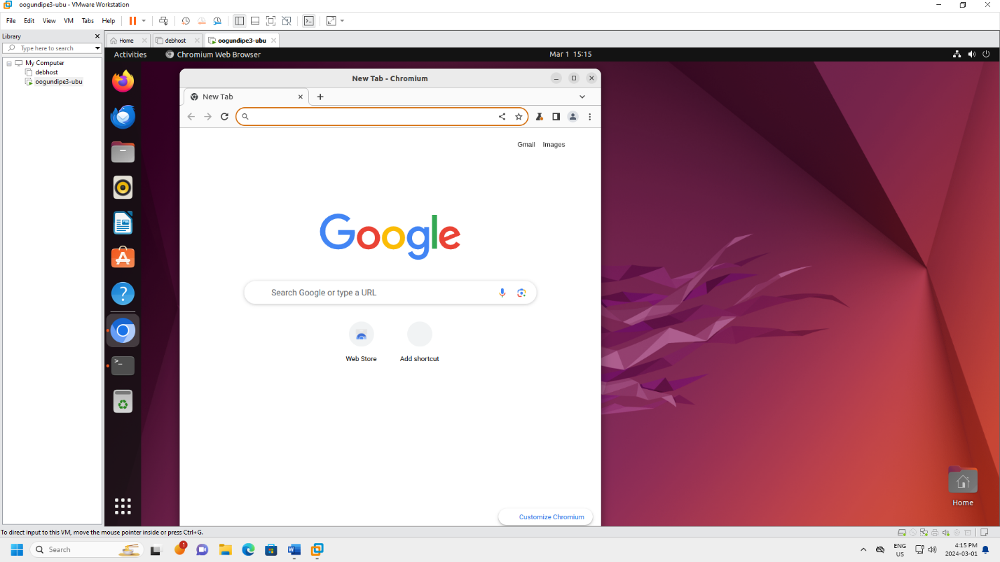 oogundipe3-ubu - VMware Workstation
File Edit View VM Tabs Help
Library
Type here to search
My Computer
debhost
oogundipe3-ubu
Home debhost oogundipe3-ubu
Activities Chromium Web Browser Mar 1 15:15
New Tab - Chromium
New Tab
Gmail Images
Google
Search Google or type a URL
Web Store Add shortcut
Customize Chromium
Home
To direct input to this VM, move the mouse pointer inside or press Ctrl+G.
Search
1
ENG
US
4:15 PM
2024-03-01